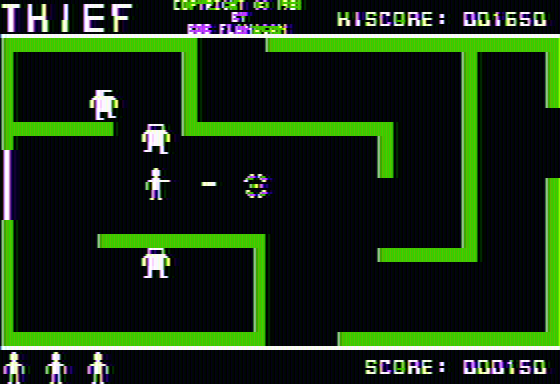 THIEF
COPYRIGHT © 1981
BY
BOB FLANAGAN
HISCORE: 001650
SCORE: 000150